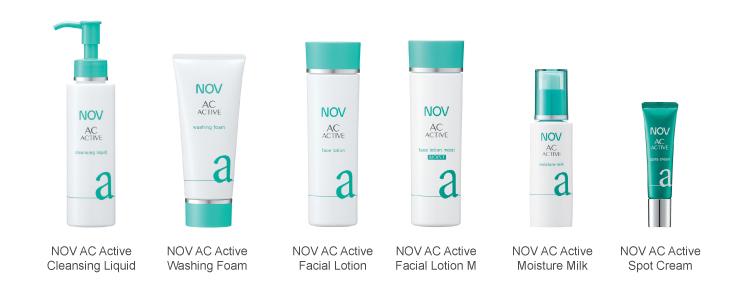 NOV
AC
ACTIVE
cleansing liquid
a
NOV
AC
ACTIVE
washing foam
a
NOV
AC
ACTIVE
face lotion
a
NOV
AC
ACTIVE
face lotion moist
MOIST
a
NOV
AC
ACTIVE
moisture milk
a
NOV
AC
ACTIVE
spots cream
a
NOV AC Active
Cleansing Liquid
NOV AC Active
Washing Foam
NOV AC Active
Facial Lotion
NOV AC Active
Facial Lotion M
NOV AC Active
Moisture Milk
NOV AC Active
Spot Cream